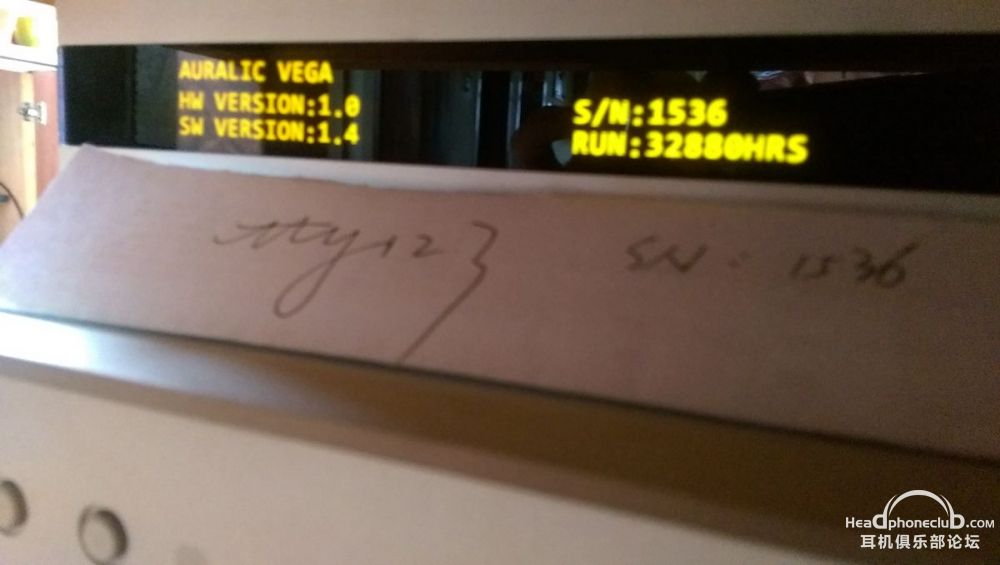 AURALIC VEGA
HW VERSION:1.0
SW VERSION:1.4
S/N:1536
RUN:32880HRS
tty123
SN: 1536
Headphoneclub.com
耳机俱乐部论坛